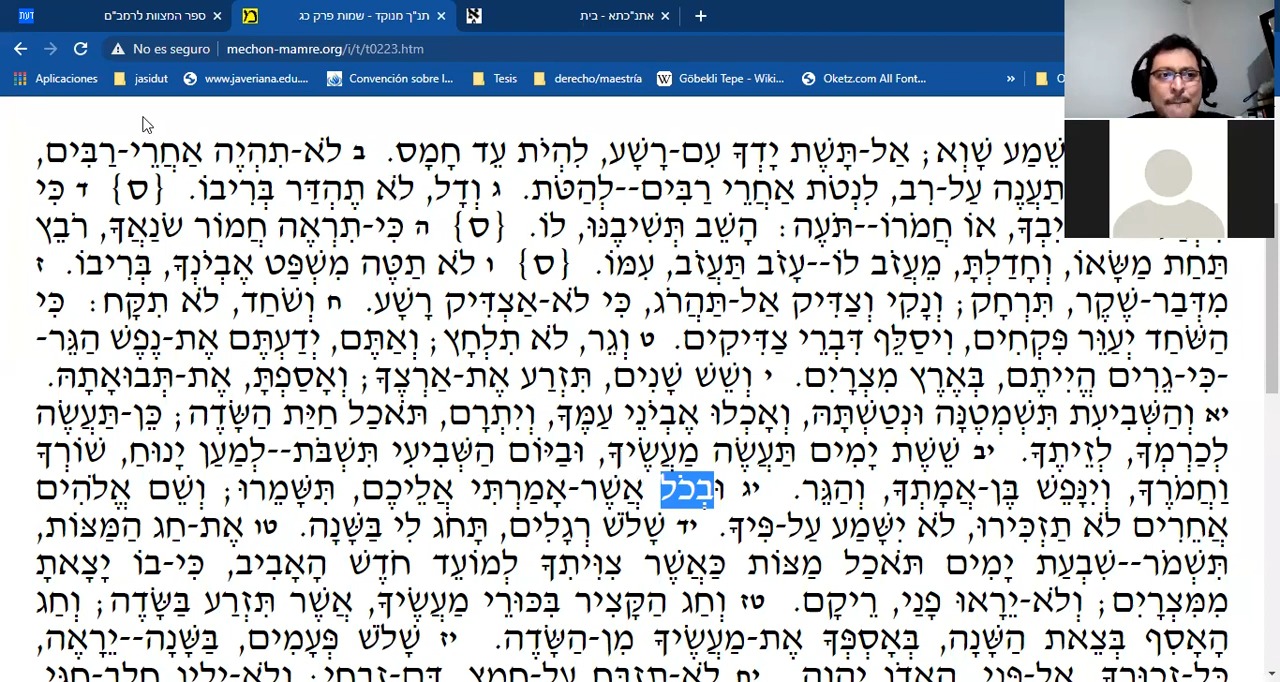 ספר המצוות לרמב"ם
תנ"ך מנוקד - שמות פרק כג
אתנ"כתא - בית
No es seguro | mechon-mamre.org/i/t/t0223.htm
Aplicaciones jasidut www.javeriana.edu.... Convención sobre l... Tesis derecho/maestría Göbekli Tepe - Wiki... Oketz.com All Font... »
שֵׁמַע שָׁוְא; אַל-תָּשֶׁת יָדְךָ עִם-רָשָׁע, לִהְיֹת עֵד חָמָס. ב לֹא-תִהְיֶה אַחֲרֵי-רַבִּים,
תַעֲנֶה עַל-רִב, לִנְטֹת אַחֲרֵי רַבִּים--לְהַטֹּת. ג וְדָל, לֹא תֶהְדַּר בְּרִיבוֹ. {ס} ד כִּי
אוֹ חֲמֹרוֹ--תֹּעֶה: הָשֵׁב תְּשִׁיבֶנּוּ, לוֹ. {ס} ה כִּי-תִרְאֶה חֲמוֹר שֹׂנַאֲךָ, רֹבֵץ
תַּחַת מַשָּׂאוֹ, וְחָדַלְתָּ, מֵעֲזֹב לוֹ--עָזֹב תַּעֲזֹב, עִמּוֹ. {ס} ו לֹא תַטֶּה מִשְׁפַּט אֶבְיֹנְךָ, בְּרִיבוֹ. ז
מִדְּבַר-שֶׁקֶר, תִּרְחָק; וְנָקִי וְצַדִּיק אַל-תַּהֲרֹג, כִּי לֹא-אַצְדִּיק רָשָׁע. ח וְשֹׁחַד, לֹא תִקָּח: כִּי
הַשֹּׁחַד יְעַוֵּר פִּקְחִים, וִיסַלֵּף דִּבְרֵי צַדִּיקִים. ט וְגֵר, לֹא תִלְחָץ; וְאַתֶּם, יְדַעְתֶּם אֶת-נֶפֶשׁ הַגֵּר-
-כִּי-גֵרִים הֱיִיתֶם, בְּאֶרֶץ מִצְרָיִם. י וְשֵׁשׁ שָׁנִים, תִּזְרַע אֶת-אַרְצֶךָ; וְאָסַפְתָּ, אֶת-תְּבוּאָתָהּ.
יא וְהַשְּׁבִיעִת תִּשְׁמְטֶנָּה וּנְטַשְׁתָּהּ, וְאָכְלוּ אֶבְיֹנֵי עַמֶּךָ, וְיִתְרָם, תֹּאכַל חַיַּת הַשָּׂדֶה; כֵּן-תַּעֲשֶׂה
לְכַרְמְךָ, לְזֵיתֶךָ. יב שֵׁשֶׁת יָמִים תַּעֲשֶׂה מַעֲשֶׂיךָ, וּבַיּוֹם הַשְּׁבִיעִי תִּשְׁבֹּת--לְמַעַן יָנוּחַ, שׁוֹרְךָ
וַחֲמֹרֶךָ, וְיִנָּפֵשׁ בֶּן-אֲמָתְךָ, וְהַגֵּר. יג וּבְכֹל אֲשֶׁר-אָמַרְתִּי אֲלֵיכֶם, תִּשָּׁמֵרוּ; וְשֵׁם אֱלֹהִים
אֲחֵרִים לֹא תַזְכִּירוּ, לֹא יִשָּׁמַע עַל-פִּיךָ. יד שָׁלֹשׁ רְגָלִים, תָּחֹג לִי בַּשָּׁנָה. טו אֶת-חַג הַמַּצּוֹת,
תִּשְׁמֹר--שִׁבְעַת יָמִים תֹּאכַל מַצּוֹת כַּאֲשֶׁר צִוִּיתִךָ לְמוֹעֵד חֹדֶשׁ הָאָבִיב, כִּי-בוֹ יָצָאתָ
מִמִּצְרָיִם; וְלֹא-יֵרָאוּ פָנַי, רֵיקָם. טז וְחַג הַקָּצִיר בִּכּוּרֵי מַעֲשֶׂיךָ, אֲשֶׁר תִּזְרַע בַּשָּׂדֶה; וְחַג
הָאָסִף בְּצֵאת הַשָּׁנָה, בְּאָסְפְּךָ אֶת-מַעֲשֶׂיךָ מִן-הַשָּׂדֶה. יז שָׁלֹשׁ פְּעָמִים, בַּשָּׁנָה--יֵרָאֶה,
כָּל-זְכוּרְךָ, אֶל-פְּנֵי הָאָדֹן יְהוָה. יח לֹא-תִזְבַּח עַל-חָמֵץ, דַּם-זִבְחִי; וְלֹא-יָלִין חֵלֶב-חַגִּי,